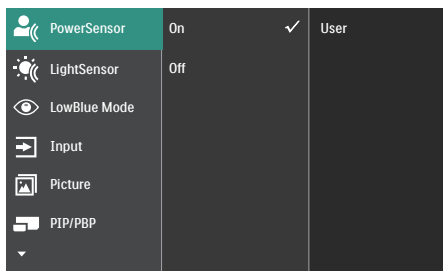 PowerSensor
On
User
LightSensor
Off
LowBlue Mode
Input
Picture
PIP/PBP